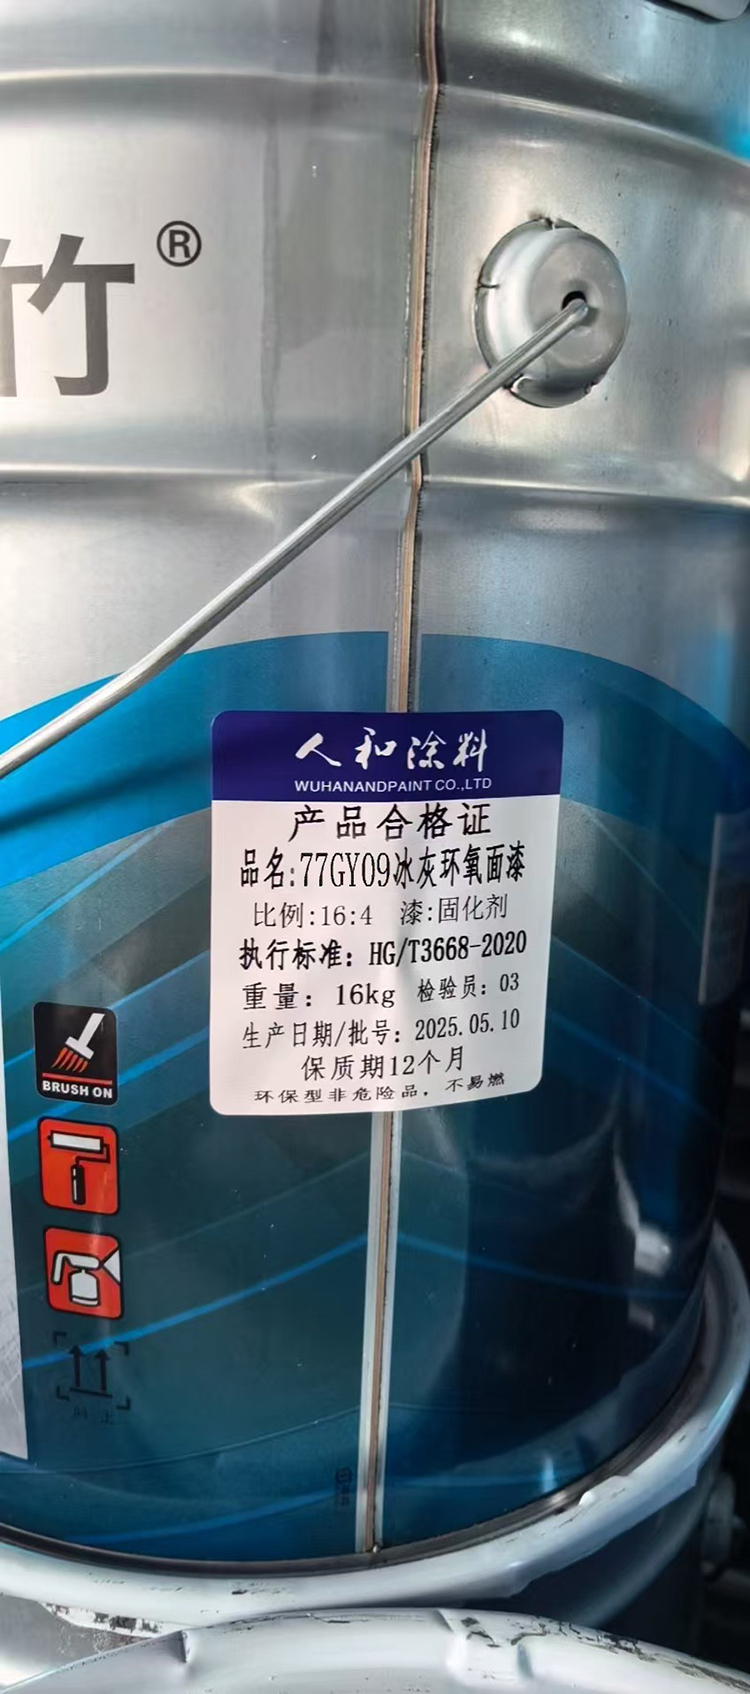 竹®
人和涂料
WUHANANDPAINT CO.,LTD
产品合格证
品名:77GY09冰灰环氧面漆
比例:16:4 漆:固化剂
执行标准: HG/T3668-2020
重量: 16kg 检验员: 03
生产日期/批号: 2025.05.10
保质期12个月
环保型非危险品，不易燃
BRUSH ON